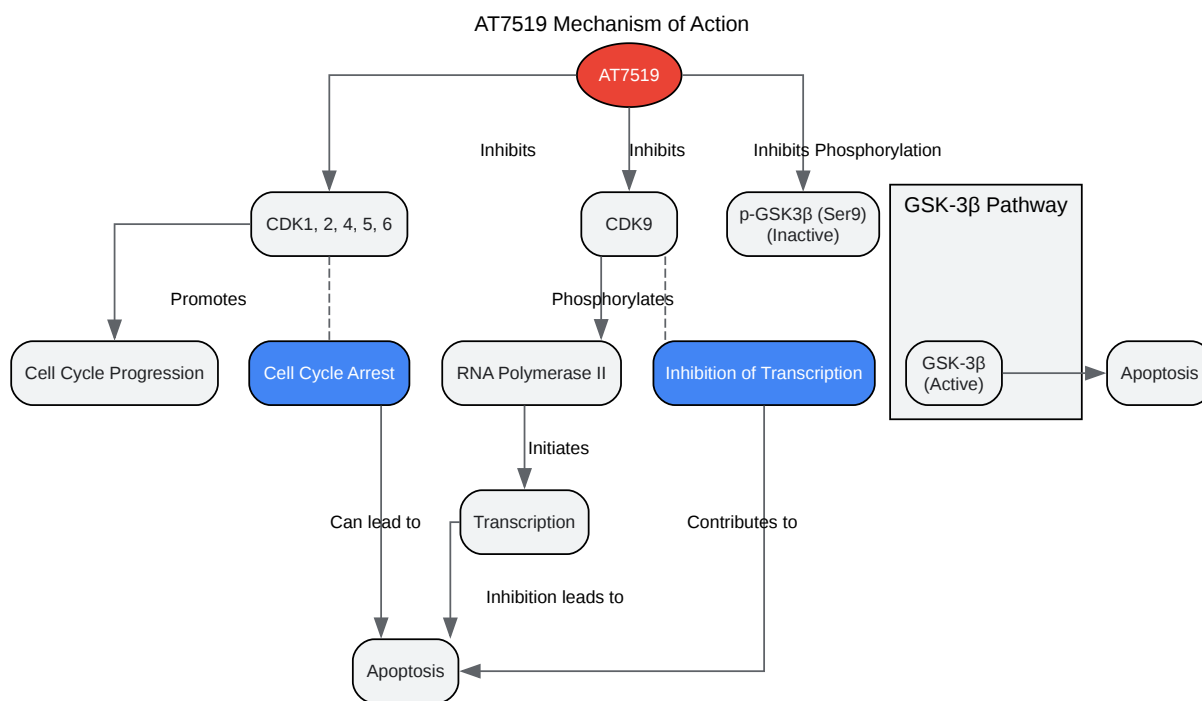 AT7519 Mechanism of Action
AT7519
Inhibits
Inhibits
Inhibits Phosphorylation
CDK1, 2, 4, 5, 6
CDK9
p-GSK3β (Ser9)
(Inactive)
GSK-3β Pathway
Promotes
Phosphorylates
Cell Cycle Progression
Cell Cycle Arrest
RNA Polymerase II
Inhibition of Transcription
GSK-3β
(Active)
Apoptosis
Initiates
Can lead to
Transcription
Contributes to
Inhibition leads to
Apoptosis